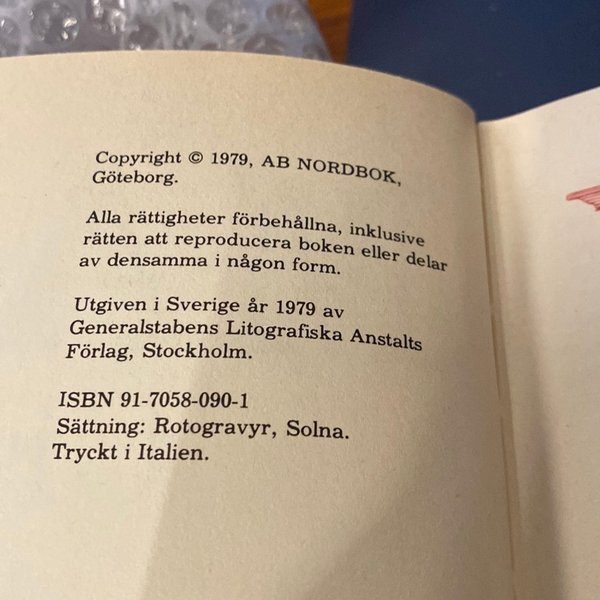 Copyright © 1979, AB NORDBOK,
Göteborg.
Alla rättigheter förbehållna, inklusive
rätten att reproducera boken eller delar
av densamma i någon form.
Utgiven i Sverige år 1979 av
Generalstabens Litografiska Anstalts
Förlag, Stockholm.
ISBN 91-7058-090-1
Sättning: Rotogravyr, Solna.
Tryckt i Italien.